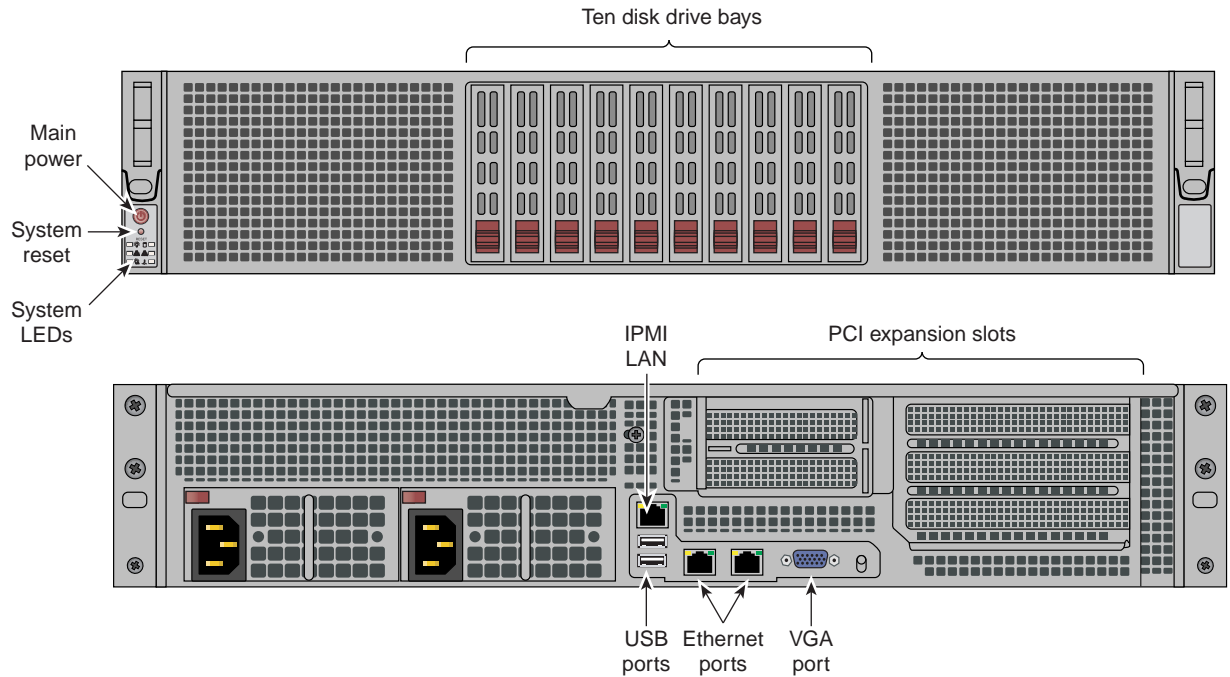 Ten disk drive bays
Main
power
System
reset
RESET
System
LEDs
IPMI
LAN
PCI expansion slots
USB
ports
Ethernet
ports
VGA
port